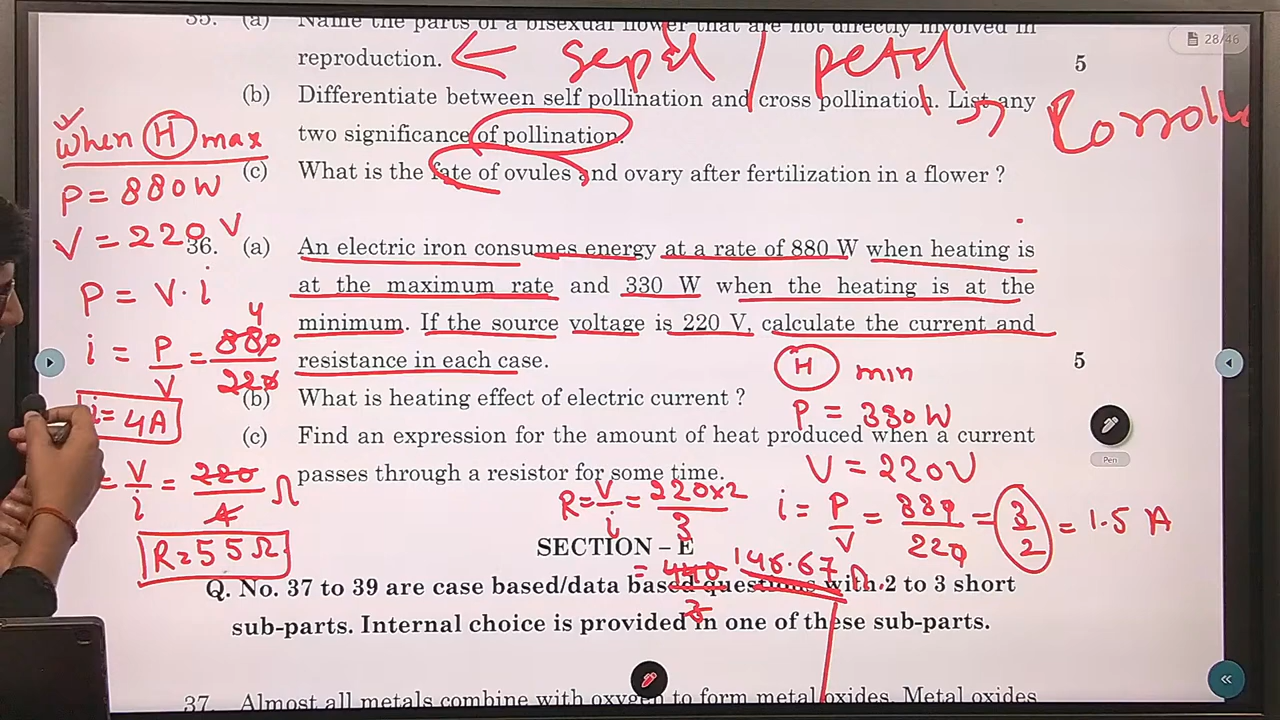 28/46
35. (a) Name the parts of a bisexual flower that are not directly involved in
reproduction. ← sepal / petal
5
(b) Differentiate between self pollination and cross pollination. List any
two significance of pollination.
(c) What is the fate of ovules and ovary after fertilization in a flower ?
When H max
P = 880W
V = 220 V
P = V · i
i = P/V = 880/220 4
i = 4A
= V/i = 220/4 Ω
R = 55 Ω
36. (a) An electric iron consumes energy at a rate of 880 W when heating is
at the maximum rate and 330 W when the heating is at the
minimum. If the source voltage is 220 V, calculate the current and
resistance in each case.
5
(b) What is heating effect of electric current ?
(c) Find an expression for the amount of heat produced when a current
passes through a resistor for some time.
H min
P = 330W
V = 220V
i = P/V = 330/220 = 3/2 = 1.5 A
R = V/i = 220×2/3
= 440/3 146.67 Ω.
Pen
SECTION – E
Q. No. 37 to 39 are case based/data based questions with 2 to 3 short
sub-parts. Internal choice is provided in one of these sub-parts.
37. Almost all metals combine with oxygen to form metal oxides. Metal oxides